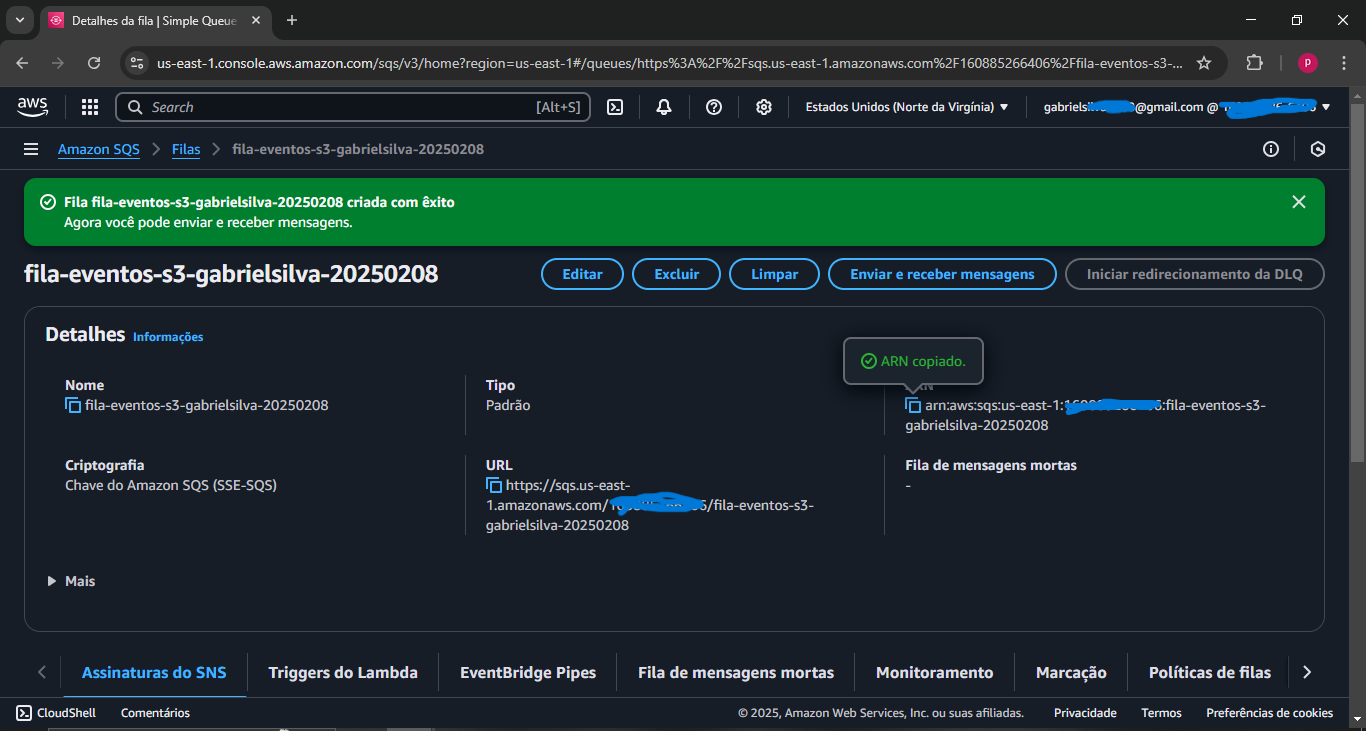 Detalhes da fila | Simple Queue
us-east-1.console.aws.amazon.com/sqs/v3/home?region=us-east-1#/queues/https%3A%2F%2Fsqs.us-east-1.amazonaws.com%2F160885266406%2Ffila-eventos-s3-...
P
aws
Search [Alt+S]
Estados Unidos (Norte da Virgínia)
gabrielsil @gmail.com @
Amazon SQS
Filas
fila-eventos-s3-gabrielsilva-20250208
Fila fila-eventos-s3-gabrielsilva-20250208 criada com êxito
Agora você pode enviar e receber mensagens.
fila-eventos-s3-gabrielsilva-20250208
Editar
Excluir
Limpar
Enviar e receber mensagens
Iniciar redirecionamento da DLQ
Detalhes Informações
ARN copiado.
Nome
fila-eventos-s3-gabrielsilva-20250208
Tipo
Padrão
arn:aws:sqs:us-east-1: :fila-eventos-s3-
gabrielsilva-20250208
Criptografia
Chave do Amazon SQS (SSE-SQS)
URL
https://sqs.us-east-
1.amazonaws.com/ /fila-eventos-s3-
gabrielsilva-20250208
Fila de mensagens mortas
-
Mais
Assinaturas do SNS
Triggers do Lambda
EventBridge Pipes
Fila de mensagens mortas
Monitoramento
Marcação
Políticas de filas
CloudShell
Comentários
© 2025, Amazon Web Services, Inc. ou suas afiliadas.
Privacidade
Termos
Preferências de cookies